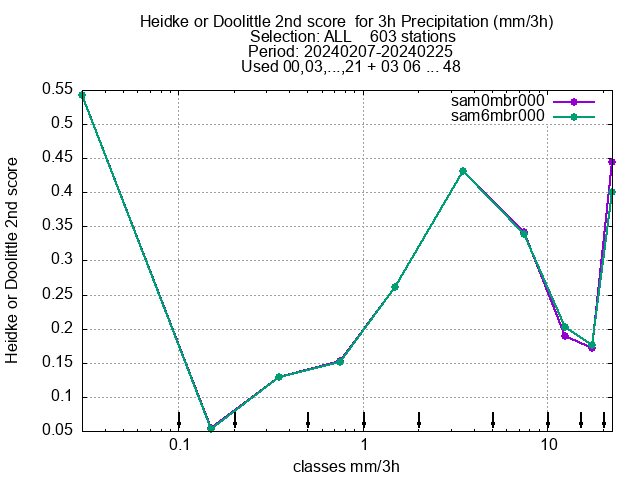 Heidke or Doolittle 2nd score  for 3h Precipitation (mm/3h)
Selection: ALL    603 stations
Period: 20240207-20240225
Used 00,03,...,21 + 03 06 ... 48
sam0mbr000
sam6mbr000
0.55
0.5
0.45
0.4
0.35
0.3
0.25
0.2
0.15
0.1
0.05
Heidke or Doolittle 2nd score
0.1 1 10
classes mm/3h